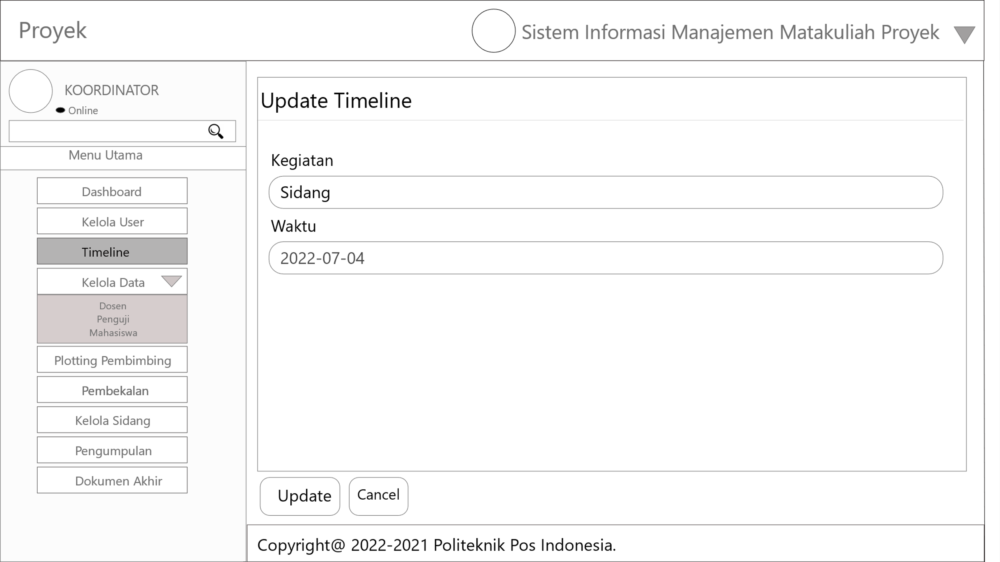 Proyek
Sistem Informasi Manajemen Matakuliah Proyek
KOORDINATOR
Online
Menu Utama
Dashboard
Kelola User
Timeline
Kelola Data
Dosen
Penguji
Mahasiswa
Plotting Pembimbing
Pembekalan
Kelola Sidang
Pengumpulan
Dokumen Akhir
Update Timeline
Kegiatan
Sidang
Waktu
2022-07-04
Update
Cancel
Copyright@ 2022-2021 Politeknik Pos Indonesia.